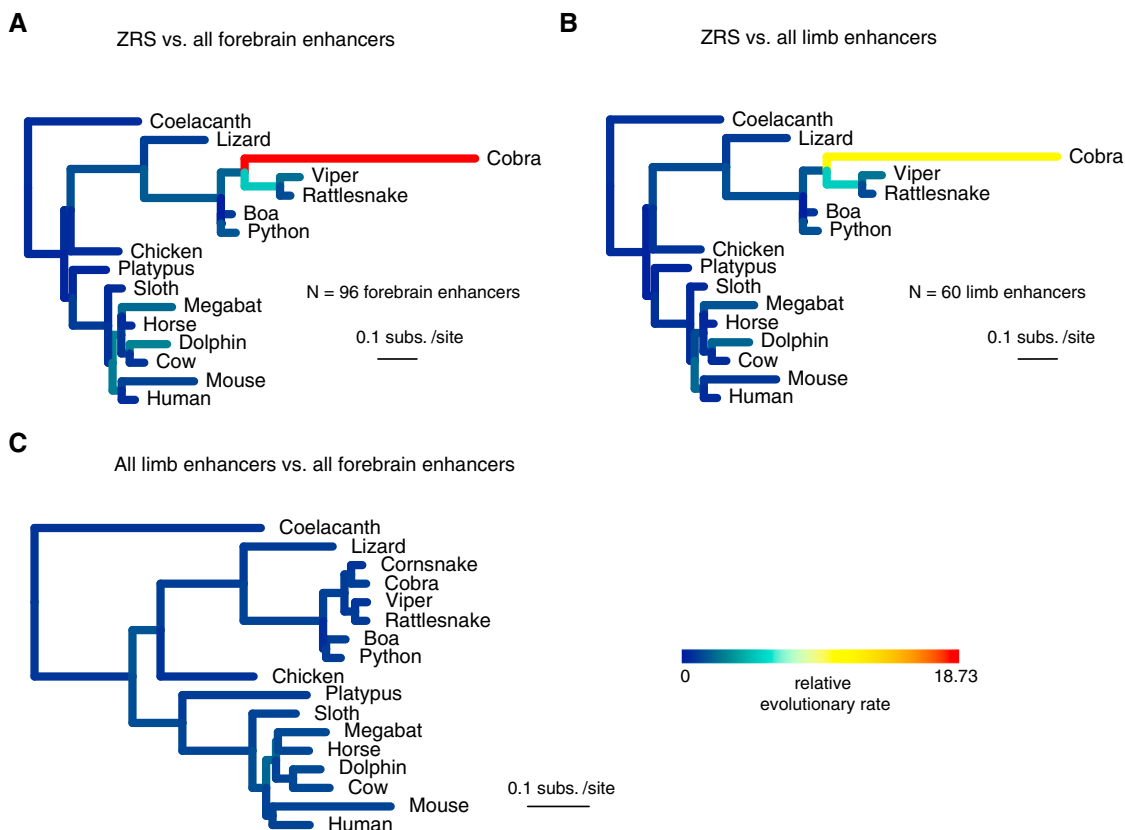 A
ZRS vs. all forebrain enhancers
Coelacanth
Lizard
Cobra
Viper
Rattlesnake
Boa
Python
Chicken
Platypus
Sloth
Megabat
Horse
Dolphin
Cow
Mouse
Human
N = 96 forebrain enhancers
0.1 subs. /site
B
ZRS vs. all limb enhancers
Coelacanth
Lizard
Cobra
Viper
Rattlesnake
Boa
Python
Chicken
Platypus
Sloth
Megabat
Horse
Dolphin
Cow
Mouse
Human
N = 60 limb enhancers
0.1 subs. /site
C
All limb enhancers vs. all forebrain enhancers
Coelacanth
Lizard
Cornsnake
Cobra
Viper
Rattlesnake
Boa
Python
Chicken
Platypus
Sloth
Megabat
Horse
Dolphin
Cow
Mouse
Human
0.1 subs. /site
0
18.73
relative
evolutionary rate